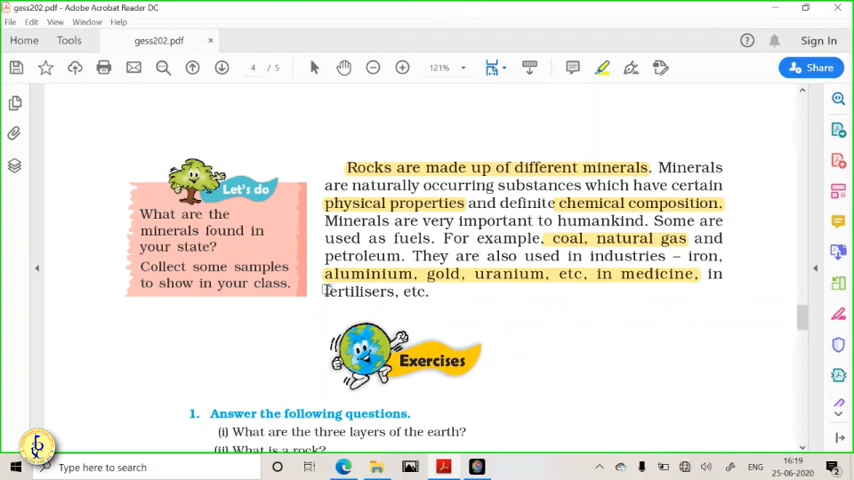 gess202.pdf - Adobe Acrobat Reader DC
File Edit View Window Help
Home Tools gess202.pdf × Sign In
4 / 5 121% Share
Rocks are made up of different minerals. Minerals
are naturally occurring substances which have certain
physical properties and definite chemical composition.
Minerals are very important to humankind. Some are
used as fuels. For example, coal, natural gas and
petroleum. They are also used in industries – iron,
aluminium, gold, uranium, etc, in medicine, in
fertilisers, etc.
Let's do
What are the
minerals found in
your state?
Collect some samples
to show in your class.
Exercises
1. Answer the following questions.
(i) What are the three layers of the earth?
(ii) What is a rock?
Type here to search
ENG
16:19
25-06-2020
2